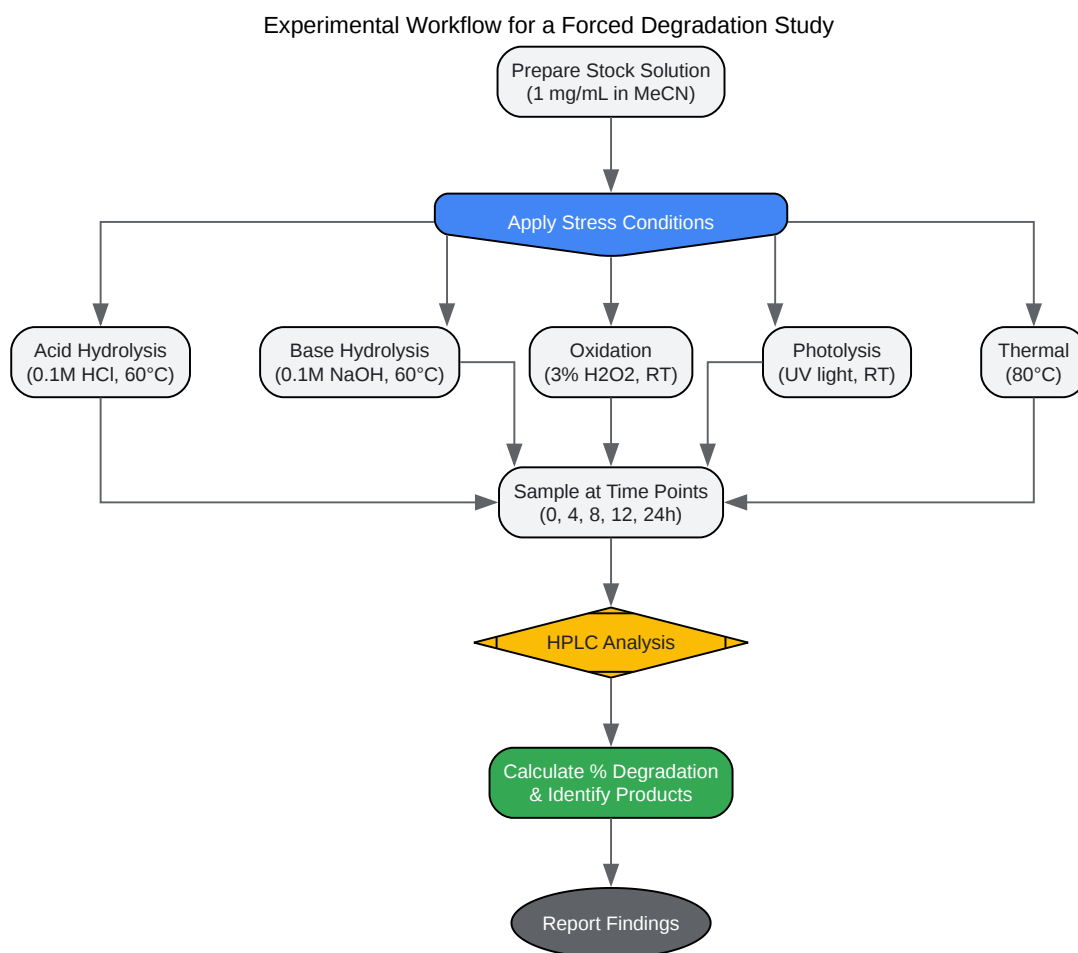 Experimental Workflow for a Forced Degradation Study
Prepare Stock Solution
(1 mg/mL in MeCN)
Apply Stress Conditions
Acid Hydrolysis
(0.1M HCl, 60°C)
Base Hydrolysis
(0.1M NaOH, 60°C)
Oxidation
(3% H2O2, RT)
Photolysis
(UV light, RT)
Thermal
(80°C)
Sample at Time Points
(0, 4, 8, 12, 24h)
HPLC Analysis
Calculate % Degradation
& Identify Products
Report Findings